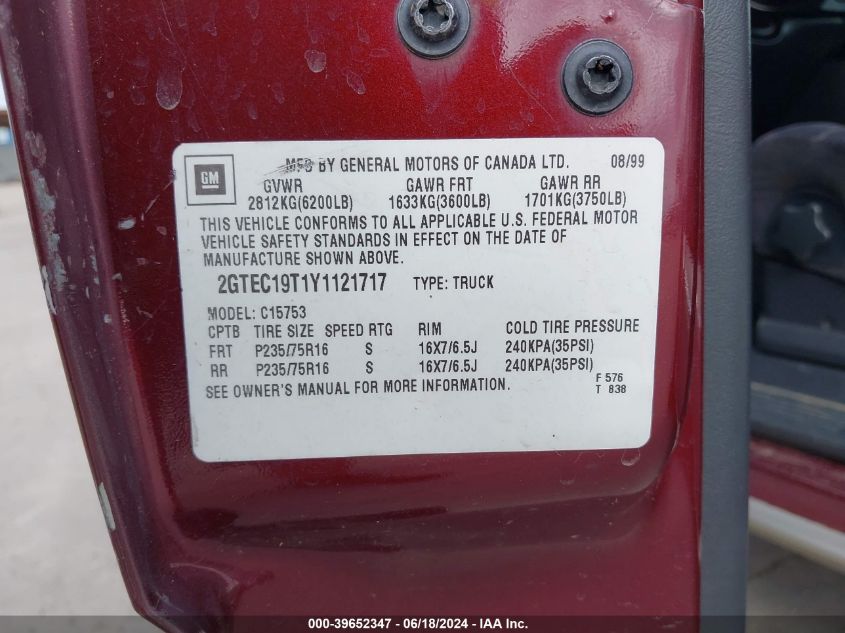 GM
MFD BY GENERAL MOTORS OF CANADA LTD. 08/99
GVWR GAWR FRT GAWR RR
2812KG(6200LB) 1633KG(3600LB) 1701KG(3750LB)
THIS VEHICLE CONFORMS TO ALL APPLICABLE U.S. FEDERAL MOTOR
VEHICLE SAFETY STANDARDS IN EFFECT ON THE DATE OF
MANUFACTURE SHOWN ABOVE.
2GTEC19T1Y1121717 TYPE: TRUCK
MODEL: C15753
CPTB TIRE SIZE SPEED RTG RIM COLD TIRE PRESSURE
FRT P235/75R16 S 16X7/6.5J 240KPA(35PSI)
RR P235/75R16 S 16X7/6.5J 240KPA(35PSI)
SEE OWNER'S MANUAL FOR MORE INFORMATION.
F 576
T 838
000-39652347 - 06/18/2024 - IAA Inc.